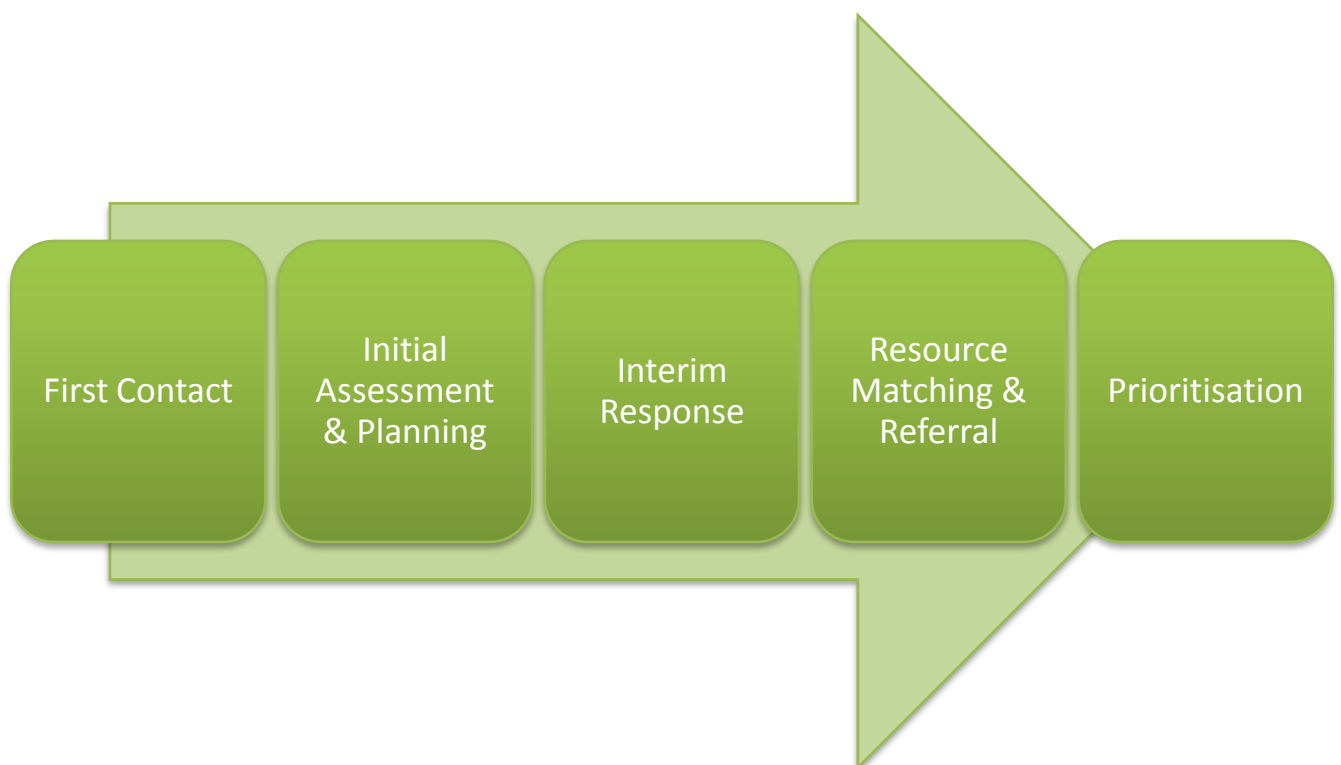 First Contact
Initial
Assessment
& Planning
Interim
Response
Resource
Matching &
Referral
Prioritisation